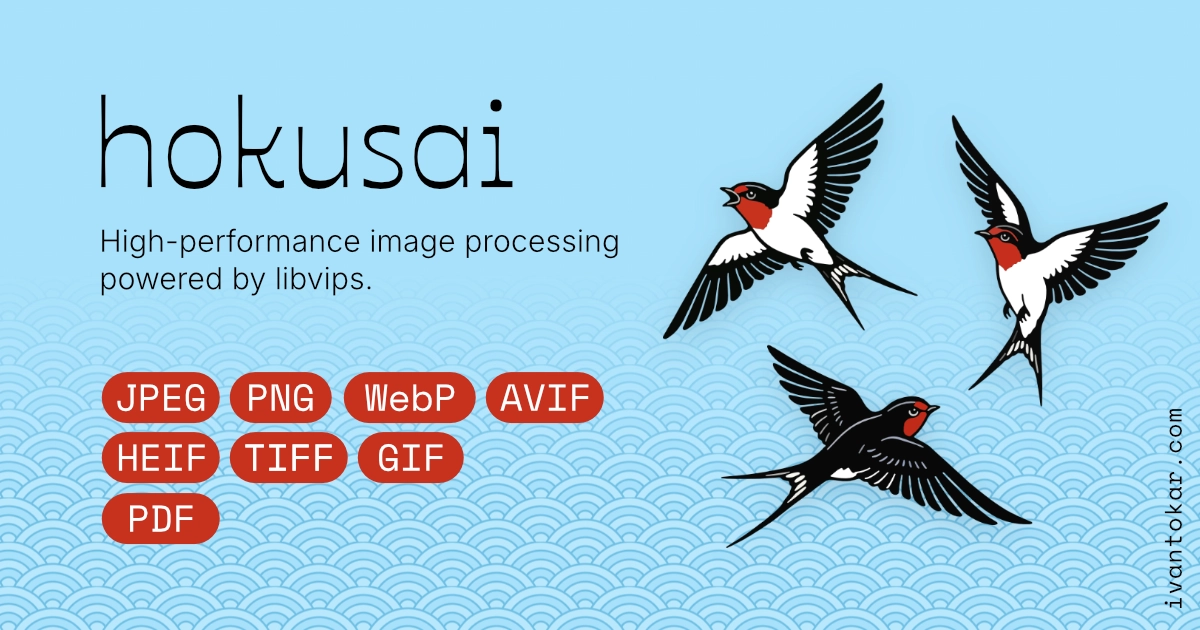 hokusai
High-performance image processing
powered by libvips.
JPEG PNG WebP AVIF
HEIF TIFF GIF
PDF
ivantokar.com